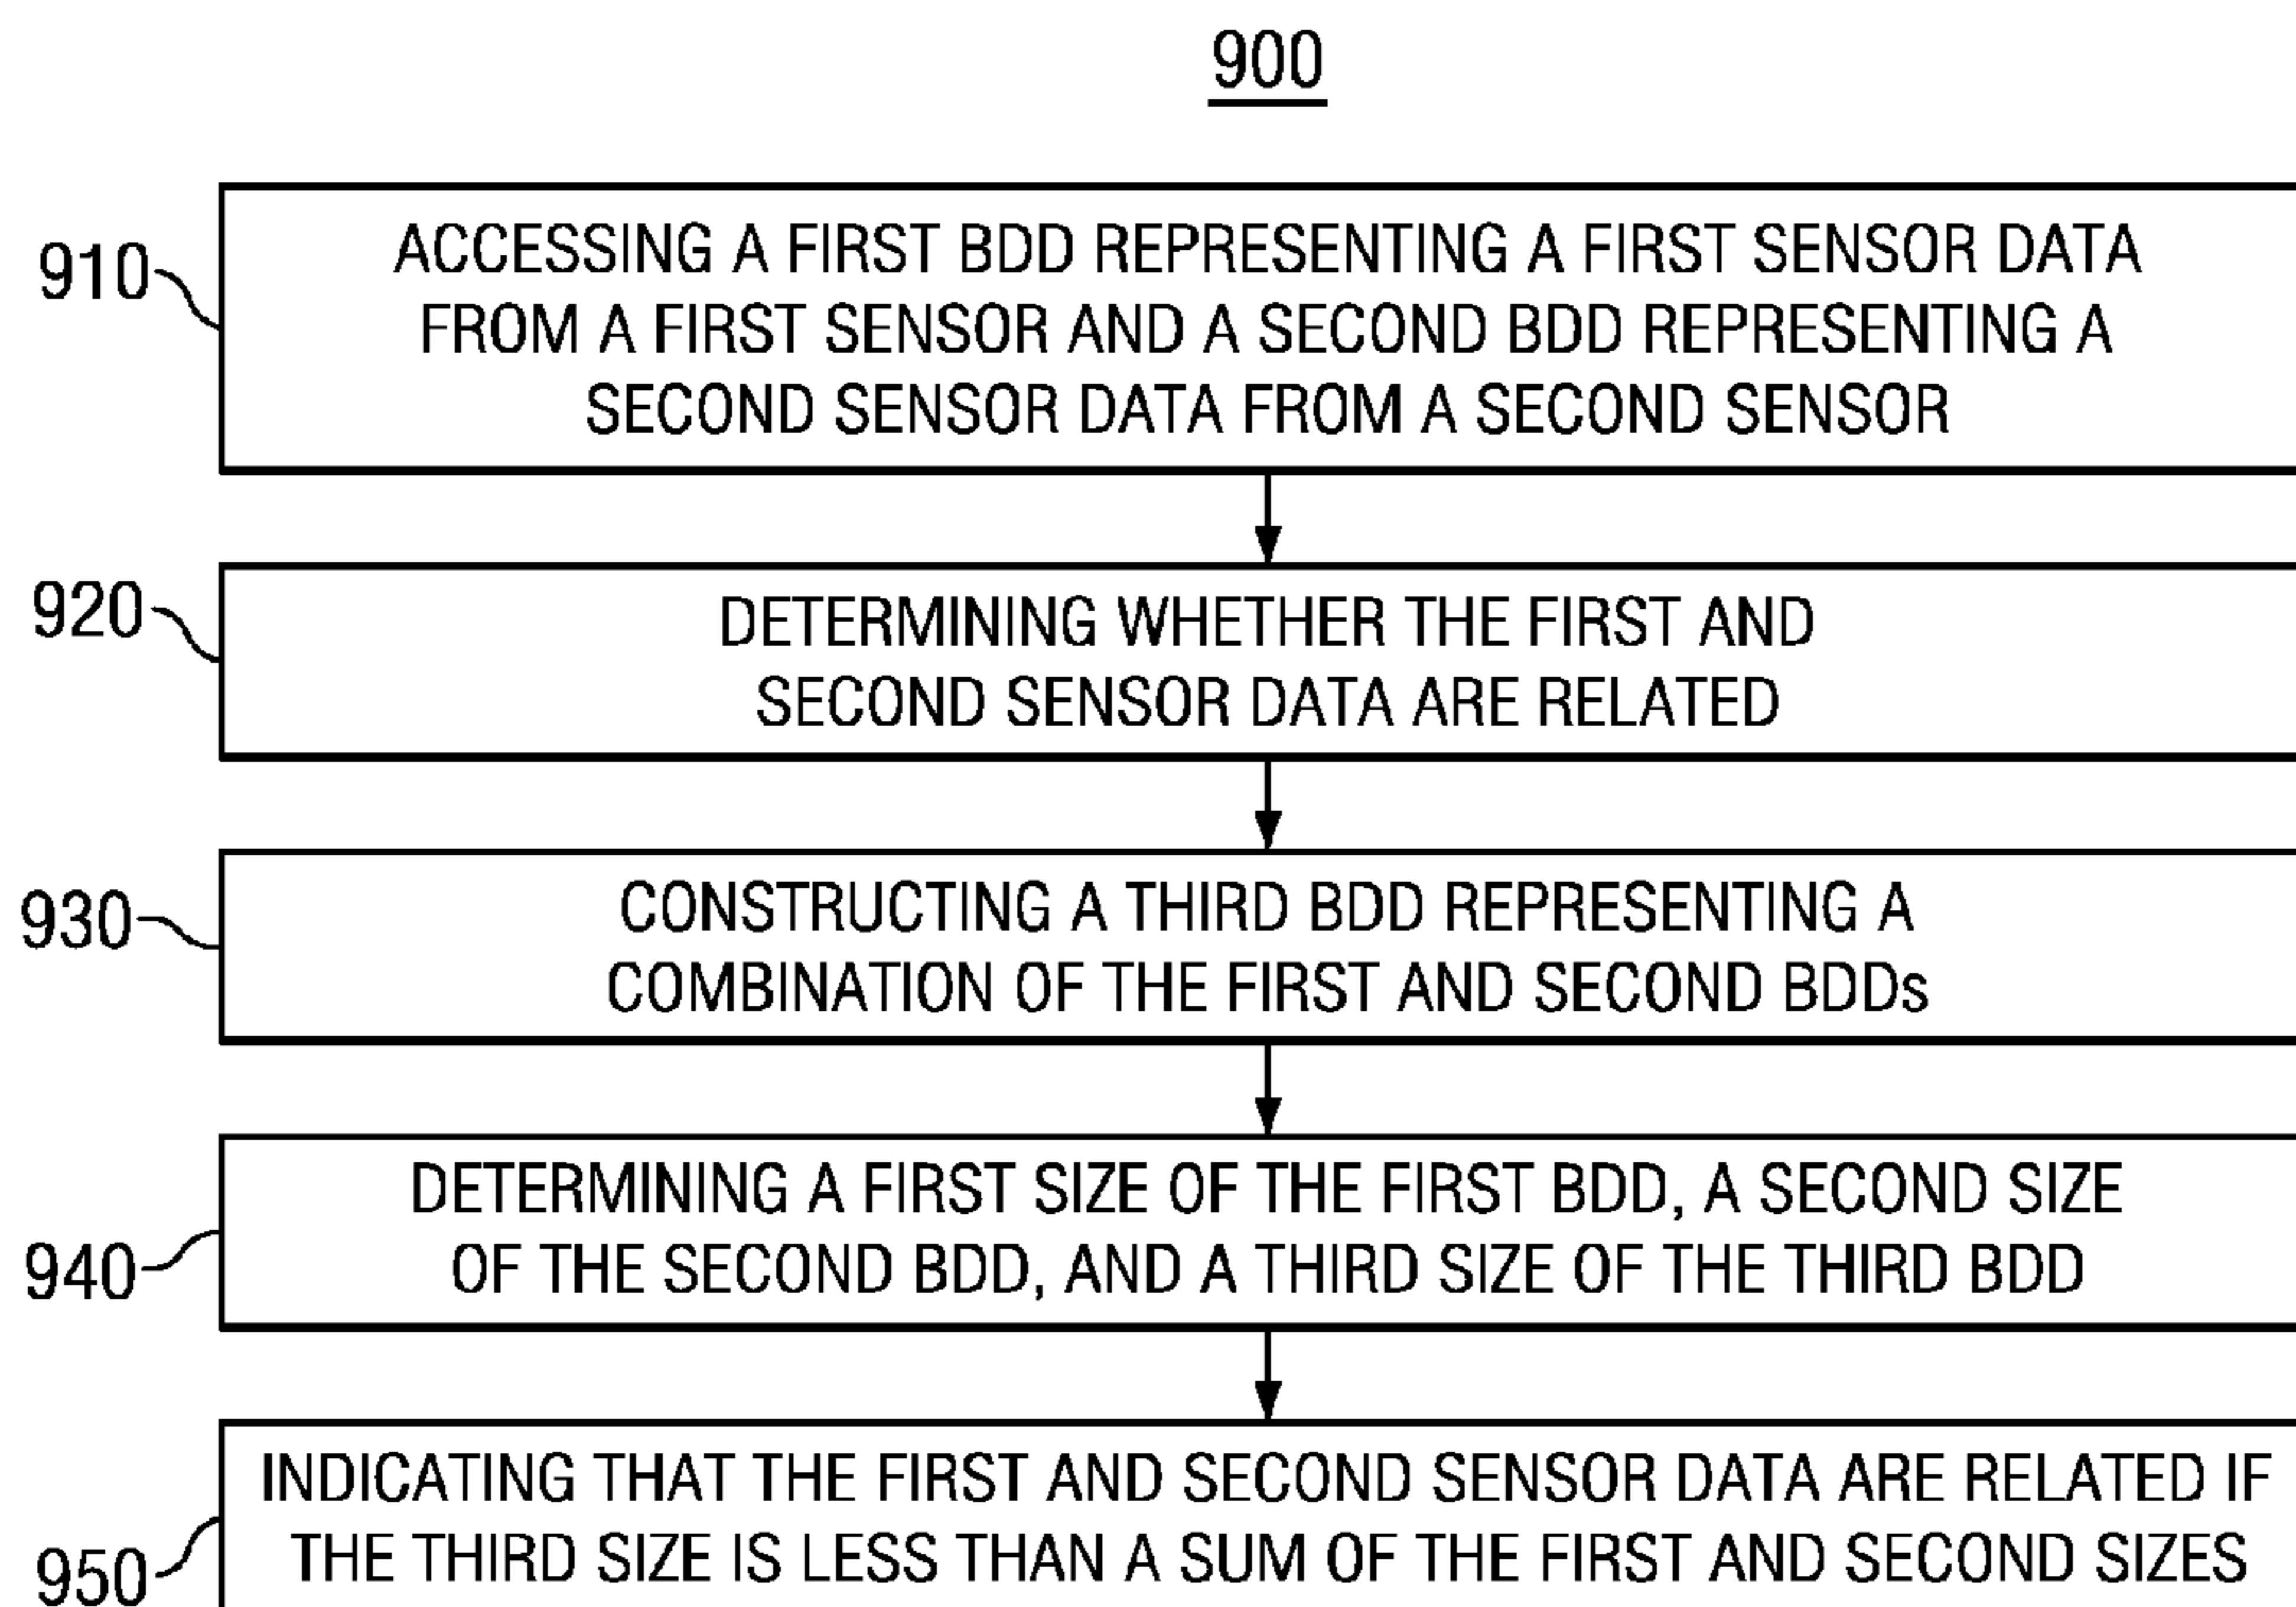 900
910
ACCESSING A FIRST BDD REPRESENTING A FIRST SENSOR DATA
FROM A FIRST SENSOR AND A SECOND BDD REPRESENTING A
SECOND SENSOR DATA FROM A SECOND SENSOR
920
DETERMINING WHETHER THE FIRST AND
SECOND SENSOR DATA ARE RELATED
930
CONSTRUCTING A THIRD BDD REPRESENTING A
COMBINATION OF THE FIRST AND SECOND BDDs
940
DETERMINING A FIRST SIZE OF THE FIRST BDD, A SECOND SIZE
OF THE SECOND BDD, AND A THIRD SIZE OF THE THIRD BDD
950
INDICATING THAT THE FIRST AND SECOND SENSOR DATA ARE RELATED IF
THE THIRD SIZE IS LESS THAN A SUM OF THE FIRST AND SECOND SIZES